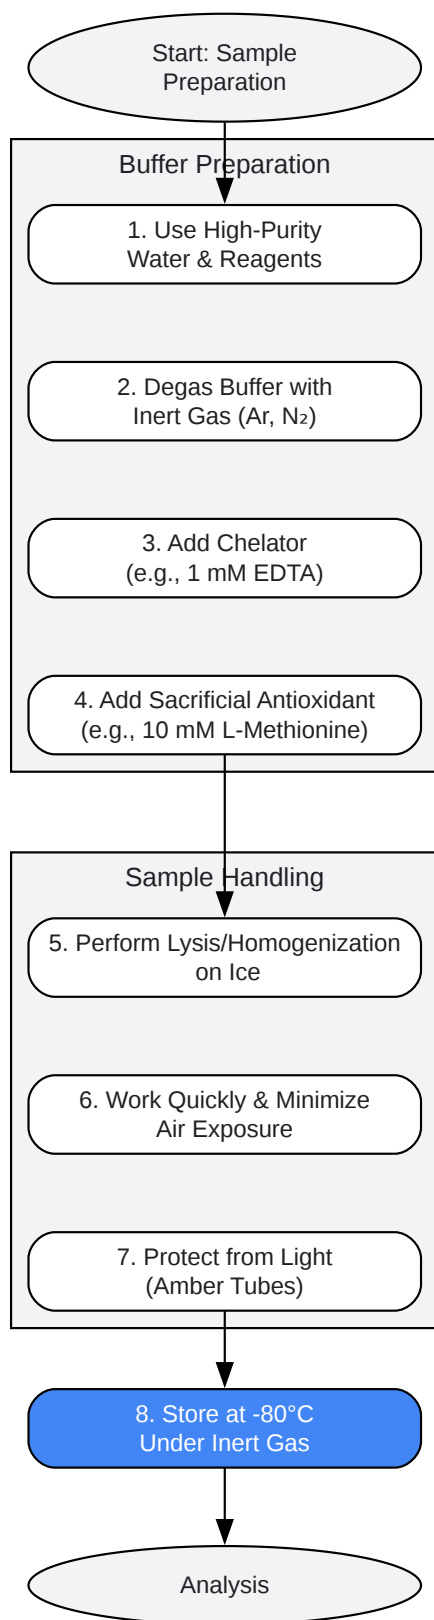 Start: Sample
Preparation
Buffer Preparation
1. Use High-Purity
Water & Reagents
2. Degas Buffer with
Inert Gas (Ar, N₂)
3. Add Chelator
(e.g., 1 mM EDTA)
4. Add Sacrificial Antioxidant
(e.g., 10 mM L-Methionine)
Sample Handling
5. Perform Lysis/Homogenization
on Ice
6. Work Quickly & Minimize
Air Exposure
7. Protect from Light
(Amber Tubes)
8. Store at -80°C
Under Inert Gas
Analysis